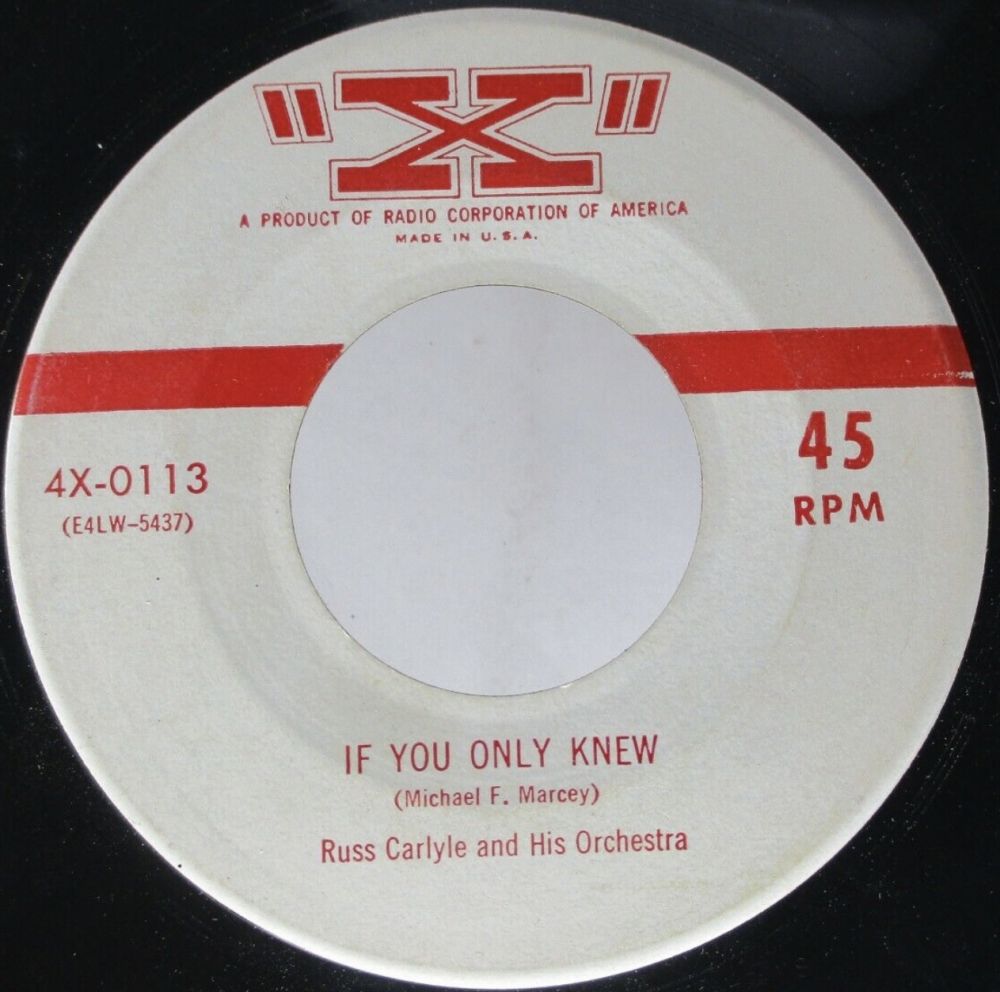 "X"
A PRODUCT OF RADIO CORPORATION OF AMERICA
MADE IN U.S.A.
45
RPM
4X-0113
(E4LW-5437)
IF YOU ONLY KNEW
(Michael F. Marcey)
Russ Carlyle and His Orchestra